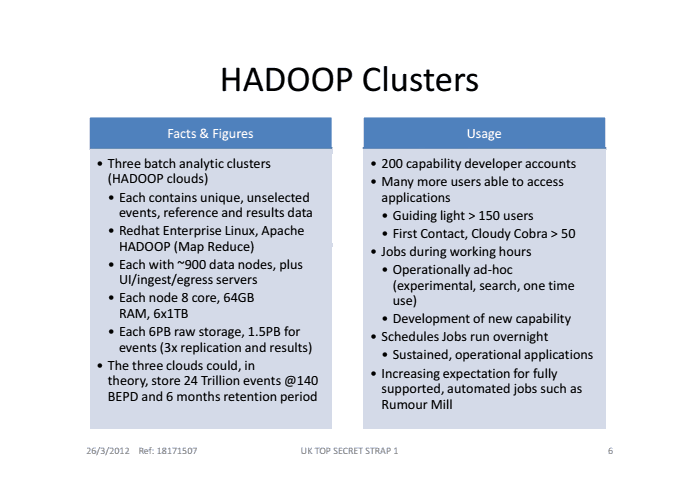 HADOOP Clusters
Facts & Figures
• Three batch analytic clusters
(HADOOP clouds)
• Each contains unique, unselected
events, reference and results data
• Redhat Enterprise Linux, Apache
HADOOP (Map Reduce)
• Each with ~900 data nodes, plus
UI/ingest/egress servers
• Each node 8 core, 64GB
RAM, 6x1TB
• Each 6PB raw storage, 1.5PB for
events (3x replication and results)
• The three clouds could, in
theory, store 24 Trillion events @140
BEPD and 6 months retention period
Usage
• 200 capability developer accounts
• Many more users able to access
applications
• Guiding light > 150 users
• First Contact, Cloudy Cobra > 50
• Jobs during working hours
• Operationally ad-hoc
(experimental, search, one time
use)
• Development of new capability
• Schedules Jobs run overnight
• Sustained, operational applications
• Increasing expectation for fully
supported, automated jobs such as
Rumour Mill
26/3/2012 Ref: 18171507
UK TOP SECRET STRAP 1
6